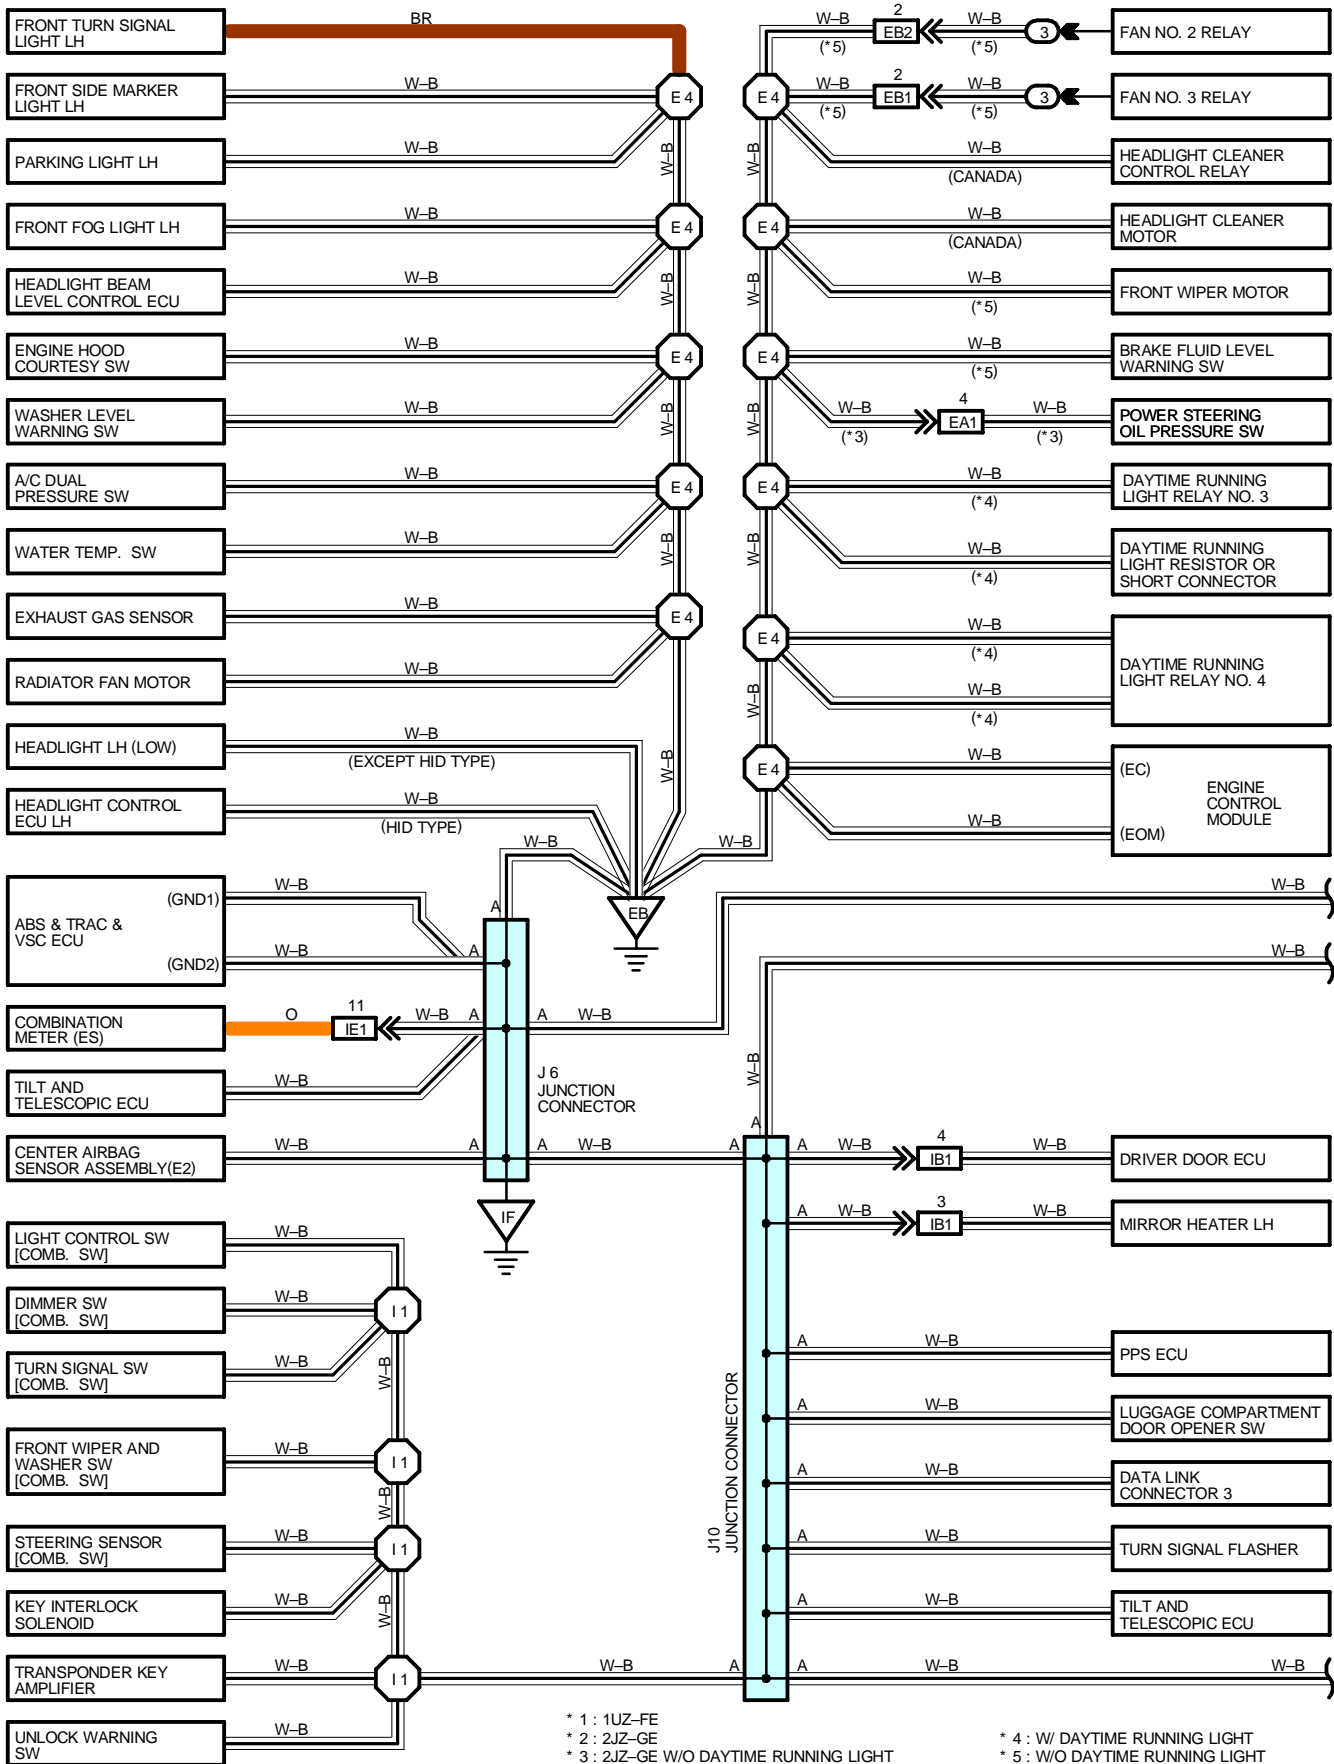 FRONT TURN SIGNAL
LIGHT LH
BR
FRONT SIDE MARKER
LIGHT LH
W–B
E 4
PARKING LIGHT LH
W–B
W–B
FRONT FOG LIGHT LH
W–B
E 4
HEADLIGHT BEAM
LEVEL CONTROL ECU
W–B
W–B
ENGINE HOOD
COURTESY SW
W–B
E 4
WASHER LEVEL
WARNING SW
W–B
W–B
A/C DUAL
PRESSURE SW
W–B
E 4
WATER TEMP. SW
W–B
W–B
EXHAUST GAS SENSOR
W–B
E 4
RADIATOR FAN MOTOR
W–B
HEADLIGHT LH (LOW)
W–B
(EXCEPT HID TYPE)
W–B
HEADLIGHT CONTROL
ECU LH
W–B
(HID TYPE)
W–B
(*5)
2
EB2
W–B
(*5)
3
FAN NO. 2 RELAY
E 4
W–B
(*5)
2
EB1
W–B
(*5)
3
FAN NO. 3 RELAY
W–B
W–B
(CANADA)
HEADLIGHT CLEANER
CONTROL RELAY
E 4
W–B
(CANADA)
HEADLIGHT CLEANER
MOTOR
W–B
W–B
(*5)
FRONT WIPER MOTOR
E 4
W–B
(*5)
BRAKE FLUID LEVEL
WARNING SW
W–B
W–B
(*3)
4
EA1
W–B
(*3)
POWER STEERING
OIL PRESSURE SW
E 4
W–B
(*4)
DAYTIME RUNNING
LIGHT RELAY NO. 3
W–B
W–B
(*4)
DAYTIME RUNNING
LIGHT RESISTOR OR
SHORT CONNECTOR
E 4
W–B
(*4)
W–B
W–B
(*4)
DAYTIME RUNNING
LIGHT RELAY NO. 4
E 4
W–B
(EC)
W–B
(EOM)
ENGINE
CONTROL
MODULE
W–B
W–B
EB
ABS & TRAC &
VSC ECU
(GND1)
W–B
(GND2)
W–B
A
A
W–B
W–B
COMBINATION
METER (ES)
O
11
IE1
W–B
A
A
W–B
TILT AND
TELESCOPIC ECU
W–B
J 6
JUNCTION
CONNECTOR
W–B
A
CENTER AIRBAG
SENSOR ASSEMBLY(E2)
W–B
A
A
W–B
A
A
W–B
4
IB1
W–B
DRIVER DOOR ECU
IF
A
W–B
3
IB1
W–B
MIRROR HEATER LH
LIGHT CONTROL SW
[COMB. SW]
W–B
DIMMER SW
[COMB. SW]
W–B
I 1
TURN SIGNAL SW
[COMB. SW]
W–B
W–B
FRONT WIPER AND
WASHER SW
[COMB. SW]
W–B
I 1
W–B
STEERING SENSOR
[COMB. SW]
W–B
I 1
KEY INTERLOCK
SOLENOID
W–B
W–B
TRANSPONDER KEY
AMPLIFIER
W–B
I 1
W–B
A
A
W–B
W–B
UNLOCK WARNING
SW
W–B
J10
JUNCTION CONNECTOR
A
W–B
PPS ECU
A
W–B
LUGGAGE COMPARTMENT
DOOR OPENER SW
A
W–B
DATA LINK
CONNECTOR 3
A
W–B
TURN SIGNAL FLASHER
A
W–B
TILT AND
TELESCOPIC ECU
* 1 : 1UZ–FE
* 2 : 2JZ–GE
* 3 : 2JZ–GE W/O DAYTIME RUNNING LIGHT
* 4 : W/ DAYTIME RUNNING LIGHT
* 5 : W/O DAYTIME RUNNING LIGHT